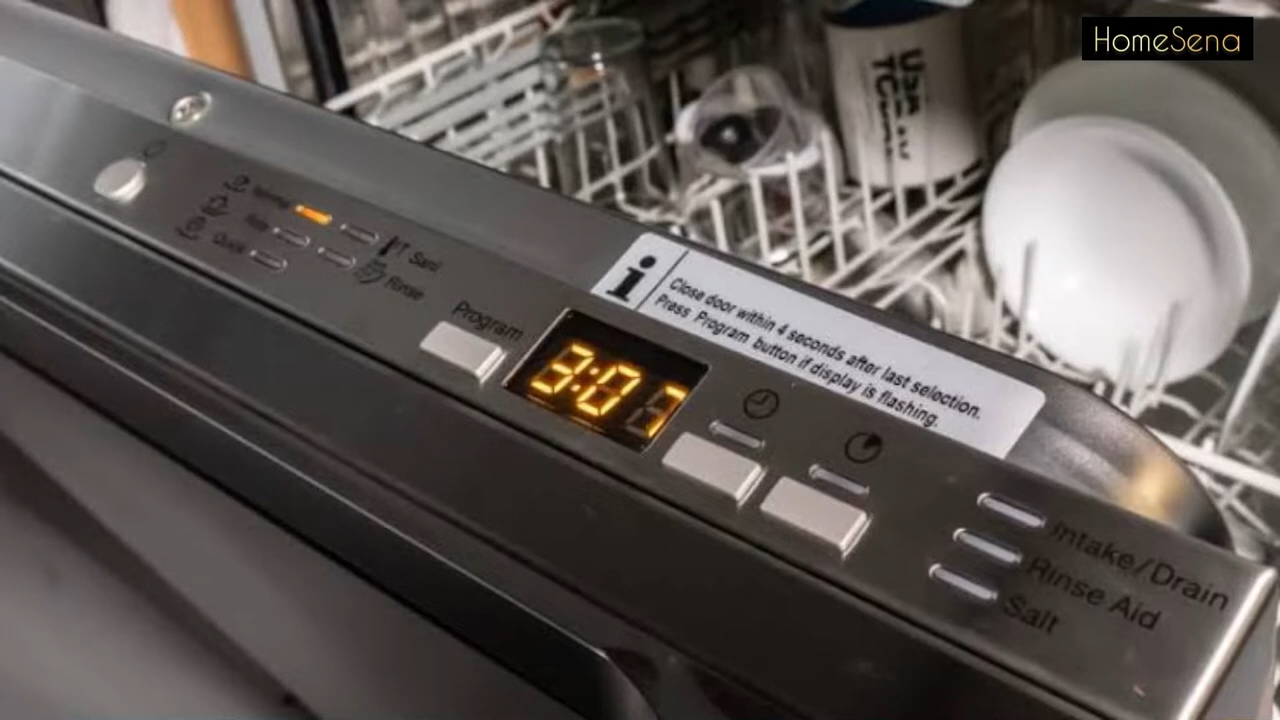 HomeSena
Normal
Quick
Sani
Rinse
Program
3:07
i
Close door within 4 seconds after last selection.
Press Program button if display is flashing.
Intake/Drain
Rinse Aid
Salt